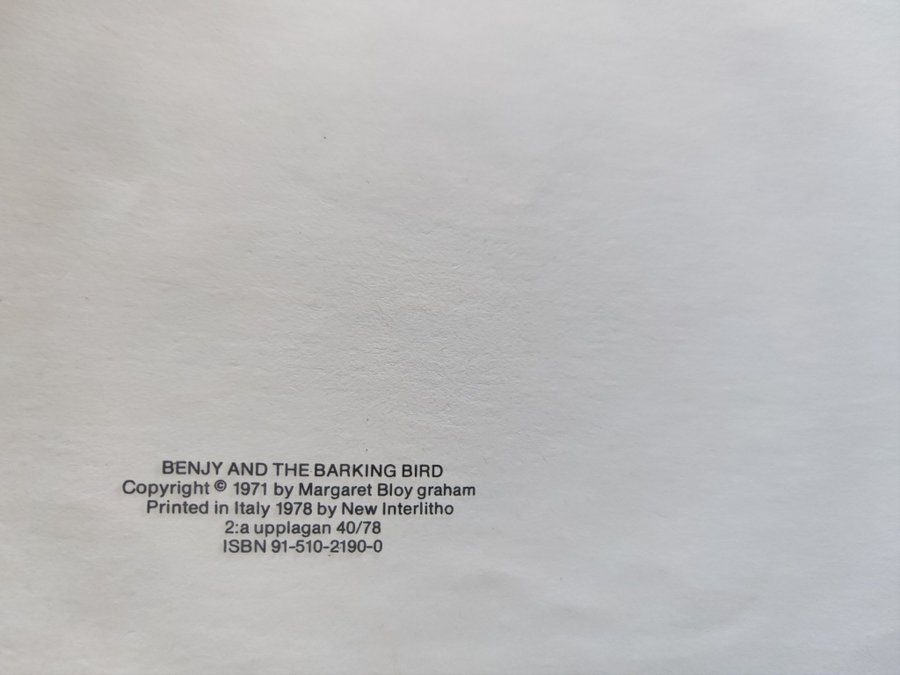 BENJY AND THE BARKING BIRD
Copyright © 1971 by Margaret Bloy graham
Printed in Italy 1978 by New Interlitho
2:a upplagan 40/78
ISBN 91-510-2190-0